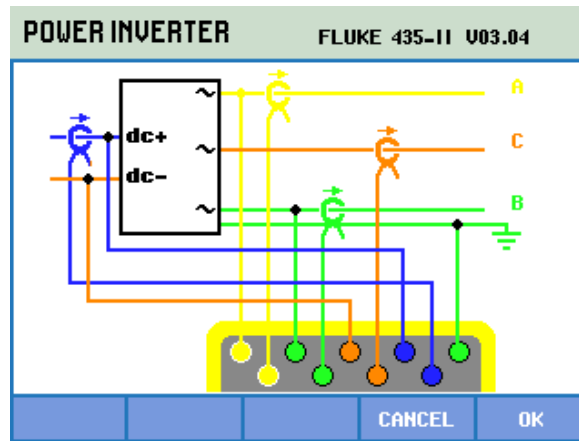 POWER INVERTER
FLUKE 435-II V03.04
A
dc+
C
dc-
B
CANCEL
OK